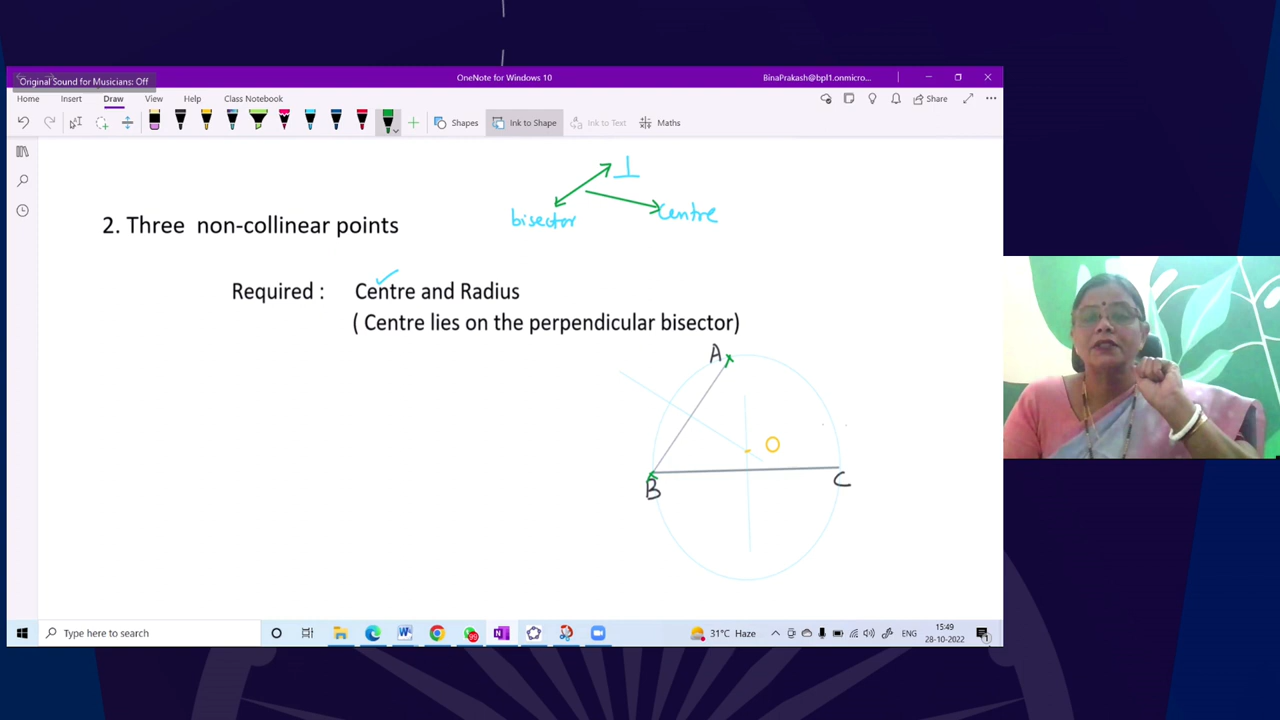 Original Sound for Musicians: Off
OneNote for Windows 10
BinaPrakash@bpl1.onmicro...
Home Insert Draw View Help Class Notebook
Share
Shapes Ink to Shape Ink to Text Maths
⊥
bisector
Centre
2. Three non-collinear points
Required : Centre and Radius
( Centre lies on the perpendicular bisector)
A
O
B
C
Type here to search
99
31°C Haze
ENG
15:49
28-10-2022